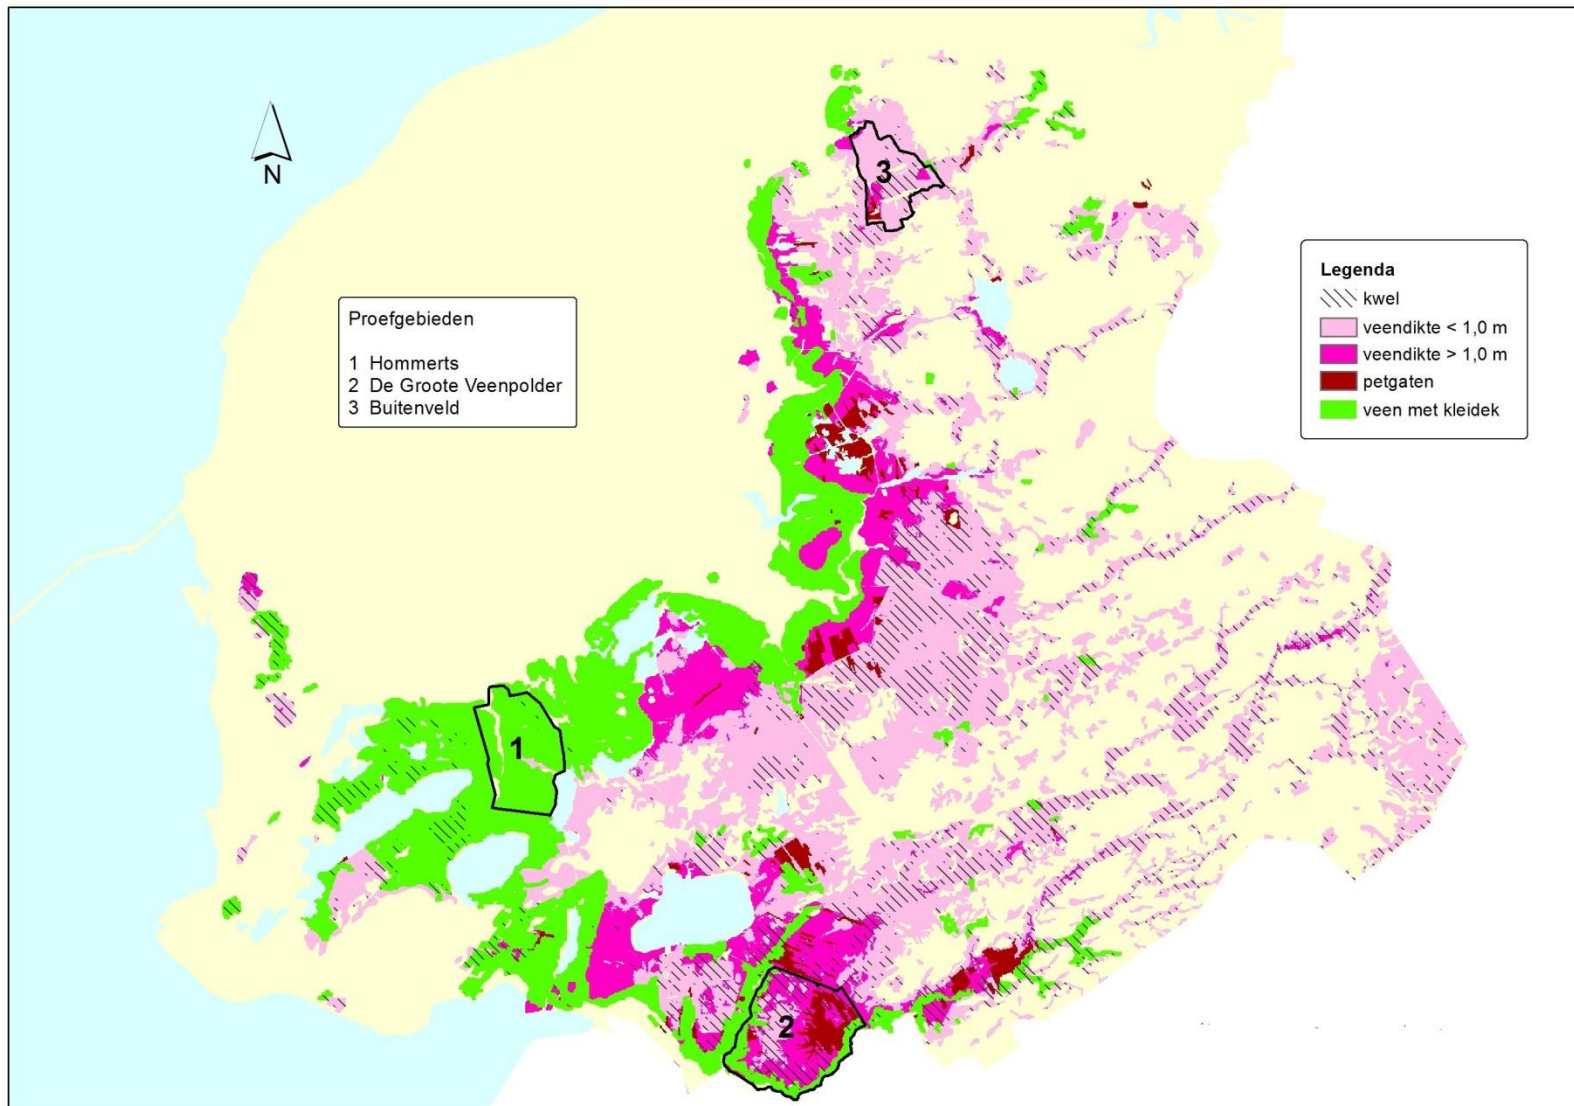 N
Proefgebieden
1 Hommerts
2 De Groote Veenpolder
3 Buitenveld
Legenda
kwel
veendikte < 1,0 m
veendikte > 1,0 m
petgaten
veen met kleidek
3
1
2